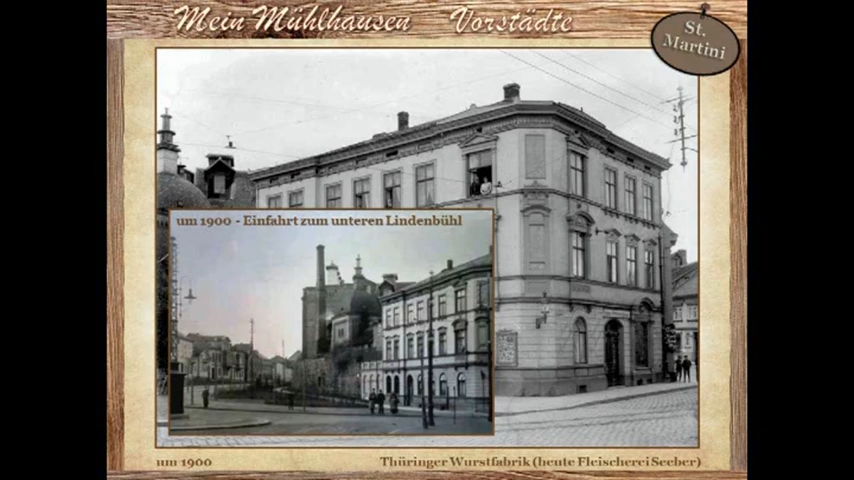 Mein Mühlhausen Vorstädte
St.
Martini
um 1900 - Einfahrt zum unteren Lindenbühl
um 1900 Thüringer Wurstfabrik (heute Fleischerei Seeber)